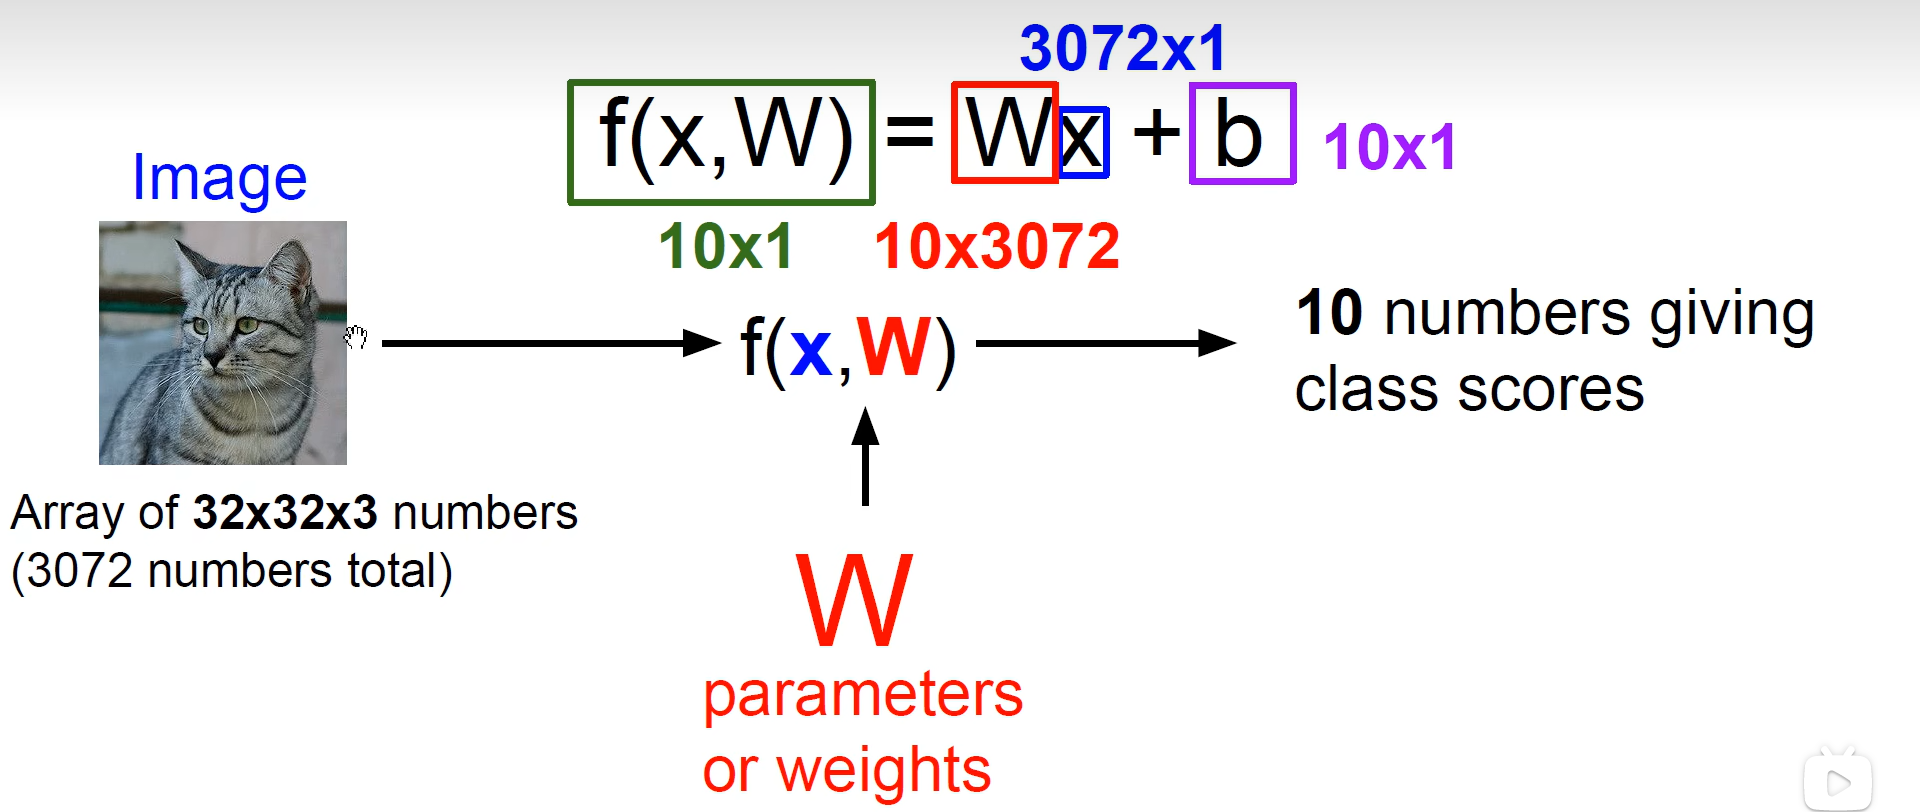 3072x1
f(x,W) = Wx + b 10x1
Image
10x1 10x3072
f(x,W)
10 numbers giving
class scores
Array of 32x32x3 numbers
(3072 numbers total)
W
parameters
or weights